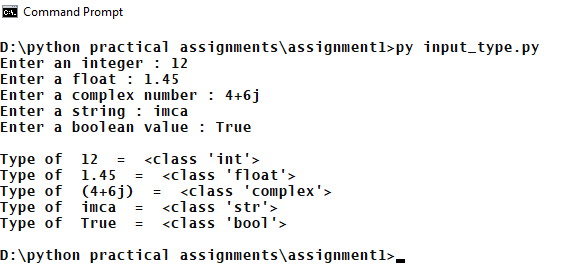 Command Prompt
D:\python practical assignments\assignment1>py input_type.py
Enter an integer : 12
Enter a float : 1.45
Enter a complex number : 4+6j
Enter a string : imca
Enter a boolean value : True
Type of  12  =  <class 'int'>
Type of  1.45  =  <class 'float'>
Type of  (4+6j)  =  <class 'complex'>
Type of  imca  =  <class 'str'>
Type of  True  =  <class 'bool'>
D:\python practical assignments\assignment1>